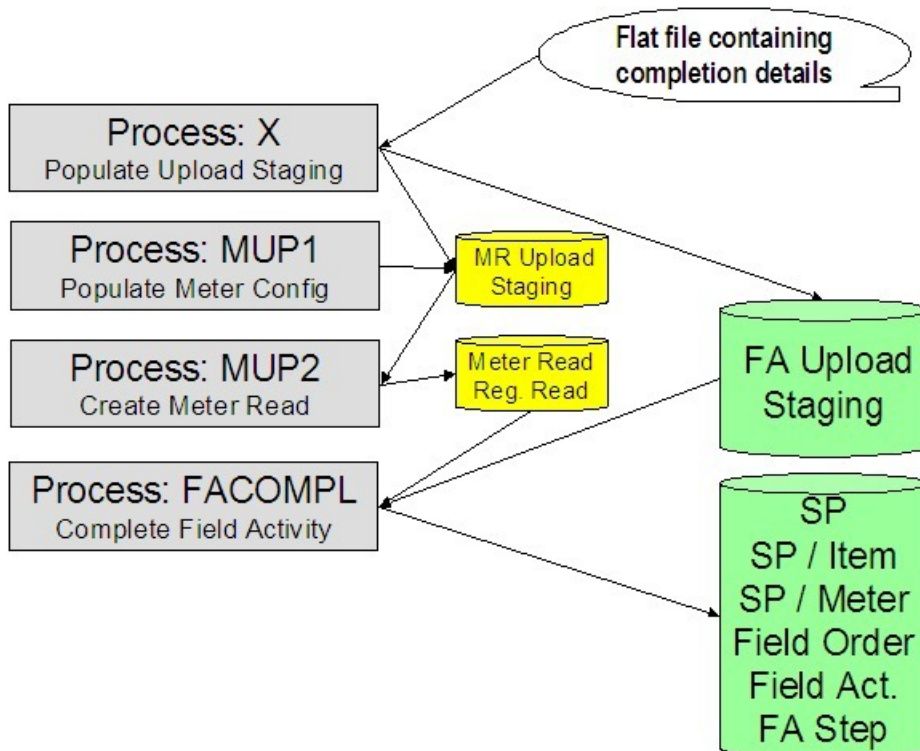 Flat file containing
completion details
Process: X
Populate Upload Staging
Process: MUP1
Populate Meter Config
MR Upload
Staging
Process: MUP2
Create Meter Read
Meter Read
Reg. Read
FA Upload
Staging
Process: FACOMPL
Complete Field Activity
SP
SP / Item
SP / Meter
Field Order
Field Act.
FA Step